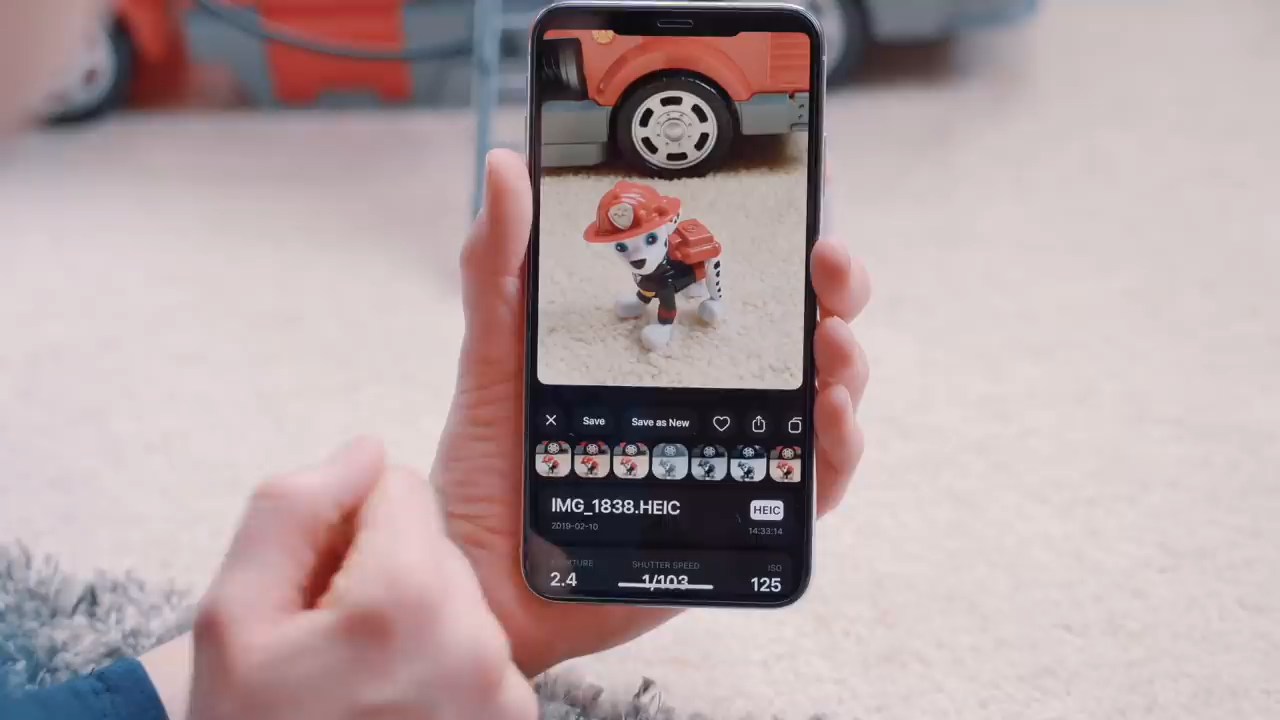 Save
Save as New
IMG_1838.HEIC
HEIC
2019-02-10
14:33:14
SHUTTER SPEED
ISO
2.4
1/103
125